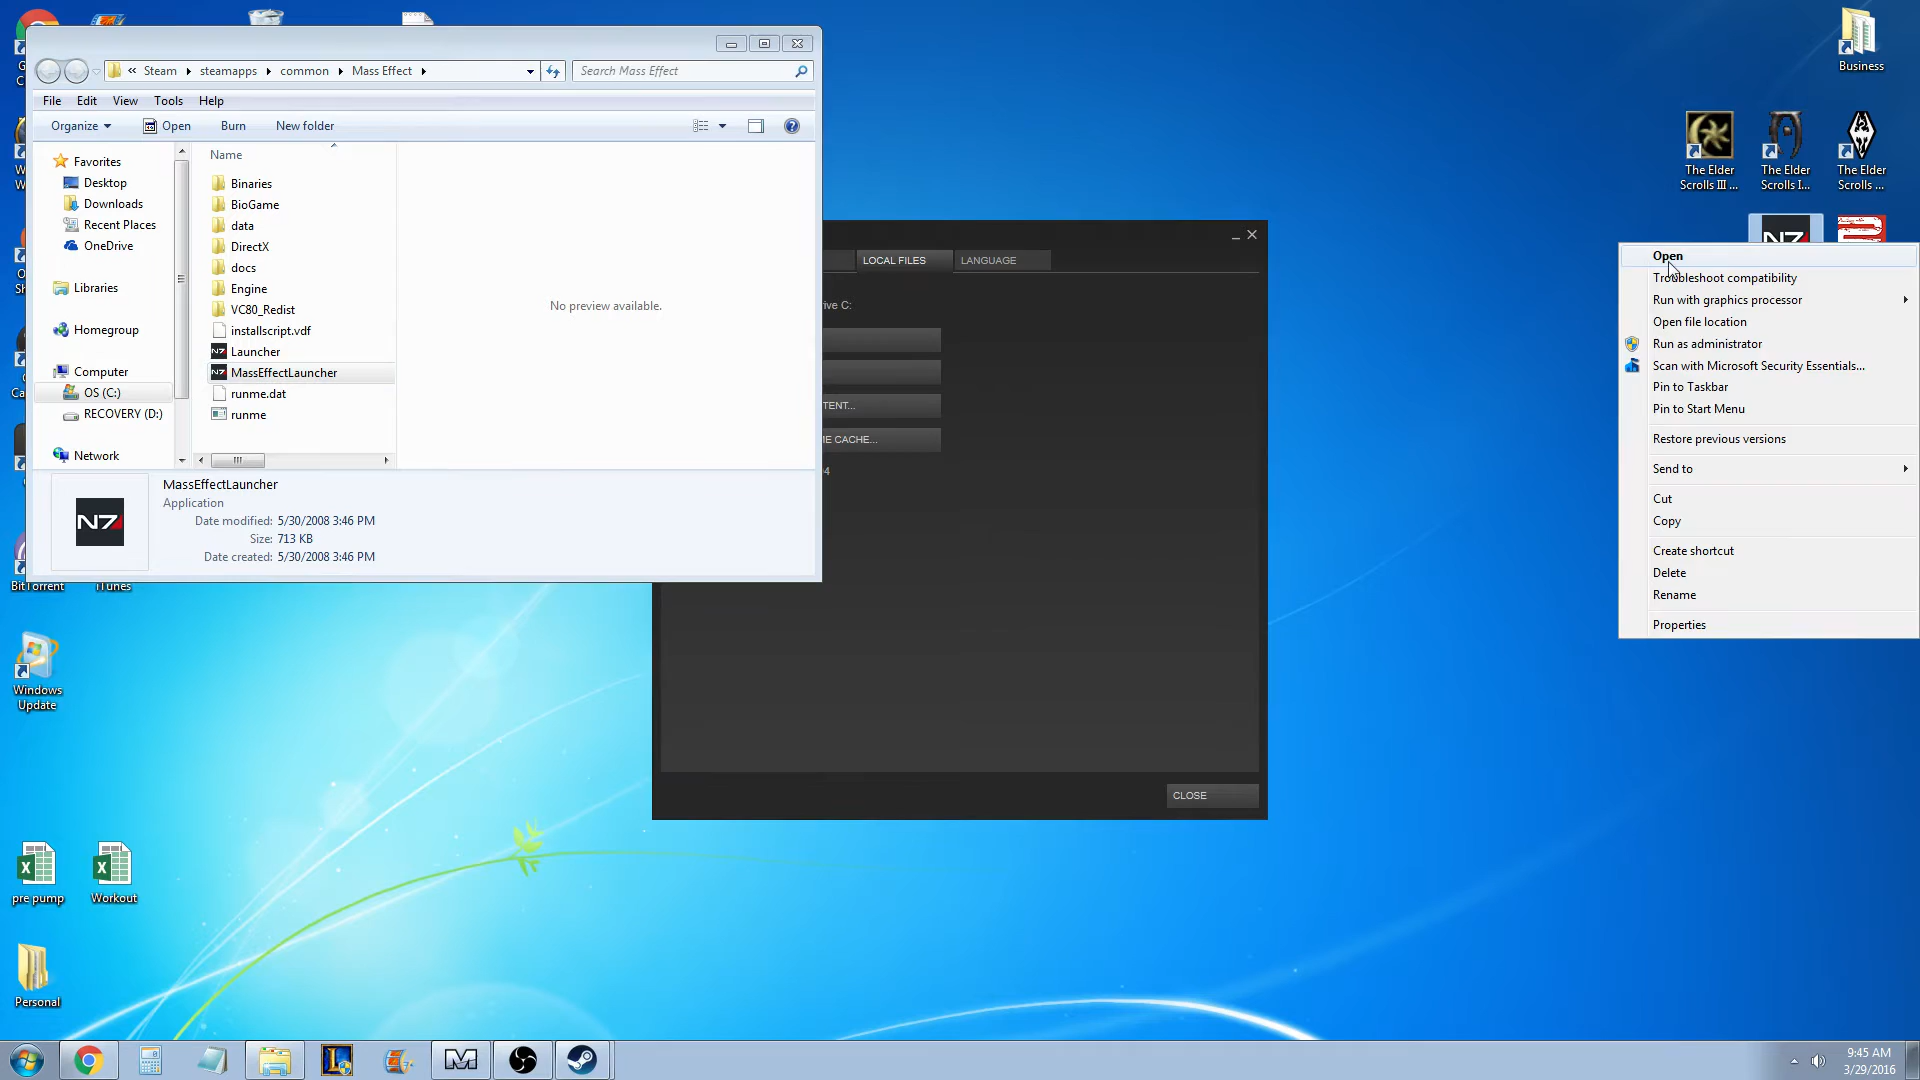 « Steam ▸ steamapps ▸ common ▸ Mass Effect ▸
Search Mass Effect
File Edit View Tools Help
Organize Open Burn New folder
Favorites
Desktop
Downloads
Recent Places
OneDrive
Libraries
Homegroup
Computer
OS (C:)
RECOVERY (D:)
Network
Name
Binaries
BioGame
data
DirectX
docs
Engine
VC80_Redist
installscript.vdf
Launcher
MassEffectLauncher
runme.dat
runme
No preview available.
N7
MassEffectLauncher
Application
Date modified: 5/30/2008 3:46 PM
Size: 713 KB
Date created: 5/30/2008 3:46 PM
LOCAL FILES
LANGUAGE
ive C:
TENT...
ME CACHE...
CLOSE
Business
The Elder Scrolls III ...
The Elder Scrolls I...
The Elder Scrolls ...
N7
Open
Troubleshoot compatibility
Run with graphics processor
Open file location
Run as administrator
Scan with Microsoft Security Essentials...
Pin to Taskbar
Pin to Start Menu
Restore previous versions
Send to
Cut
Copy
Create shortcut
Delete
Rename
Properties
BitTorrent
iTunes
Windows Update
pre pump
Workout
Personal
9:45 AM
3/29/2016